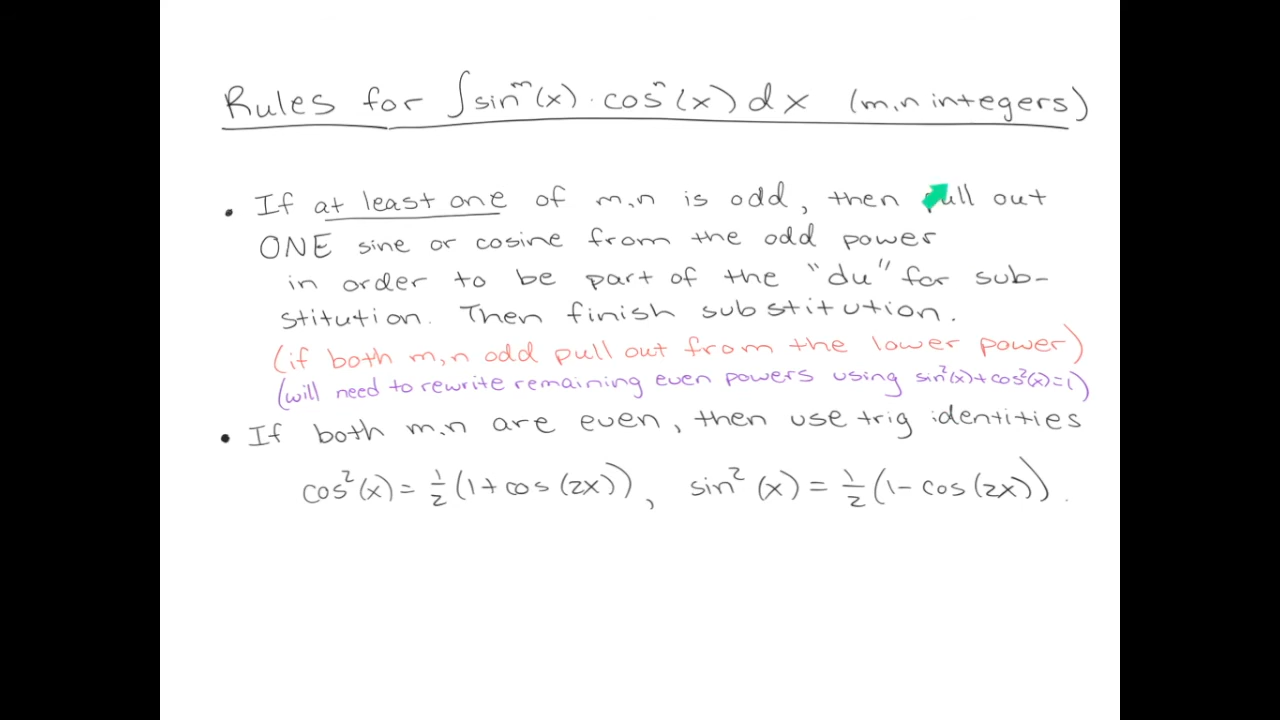 Rules for ∫sinᵐ(x)·cosⁿ(x)dx (m,n integers)
• If at least one of m,n is odd, then pull out
ONE sine or cosine from the odd power
in order to be part of the "du" for sub-
stitution. Then finish substitution.
(if both m,n odd pull out from the lower power)
(will need to rewrite remaining even powers using sin²(x)+cos²(x)=1)
• If both m,n are even, then use trig identities
cos²(x) = 1/2 (1+cos(2x)), sin²(x) = 1/2 (1-cos(2x)).